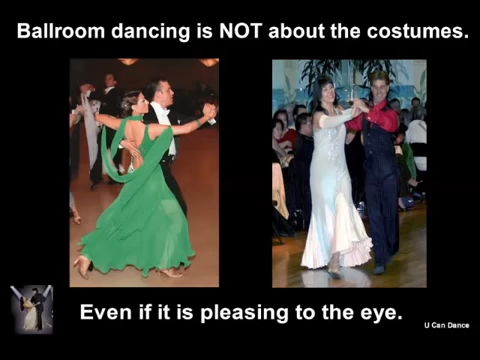 Ballroom dancing is NOT about the costumes.
Even if it is pleasing to the eye.
U Can Dance